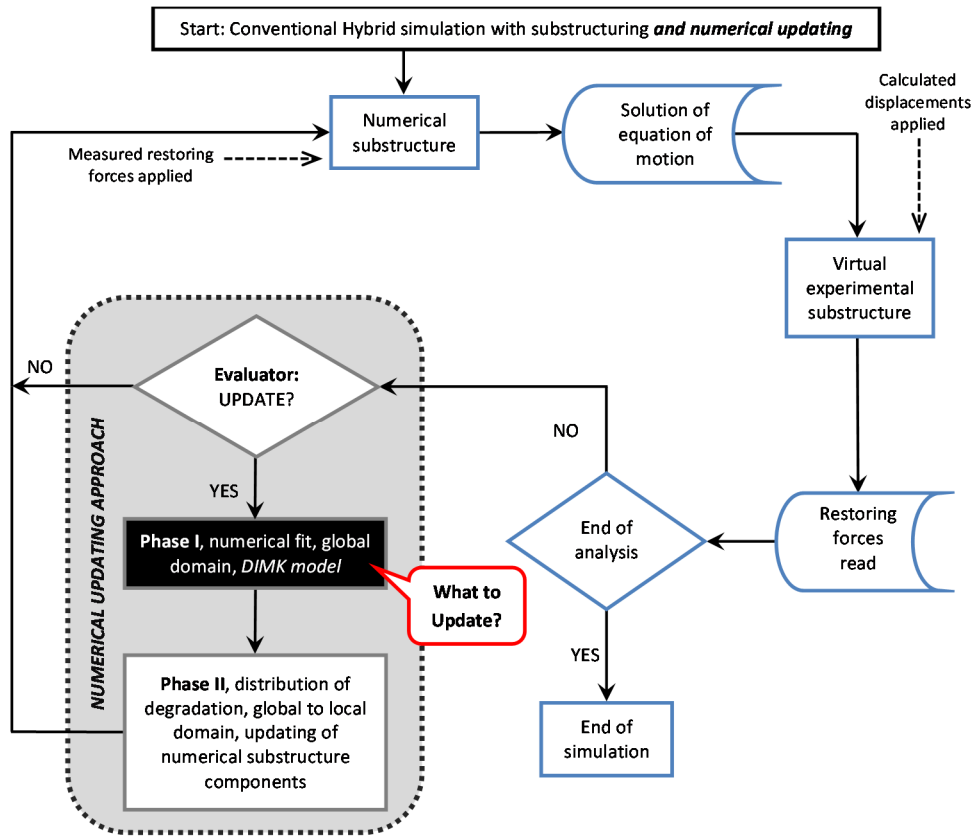 Start: Conventional Hybrid simulation with substructuring and numerical updating
Calculated
displacements
applied
Numerical
substructure
Solution of
equation of
motion
Measured restoring
forces applied
Virtual
experimental
substructure
NO
Evaluator:
UPDATE?
NO
YES
NUMERICAL UPDATING APPROACH
Phase I, numerical fit, global
domain, DIMK model
What to
Update?
End of
analysis
Restoring
forces
read
YES
Phase II, distribution of
degradation, global to local
domain, updating of
numerical substructure
components
End of
simulation